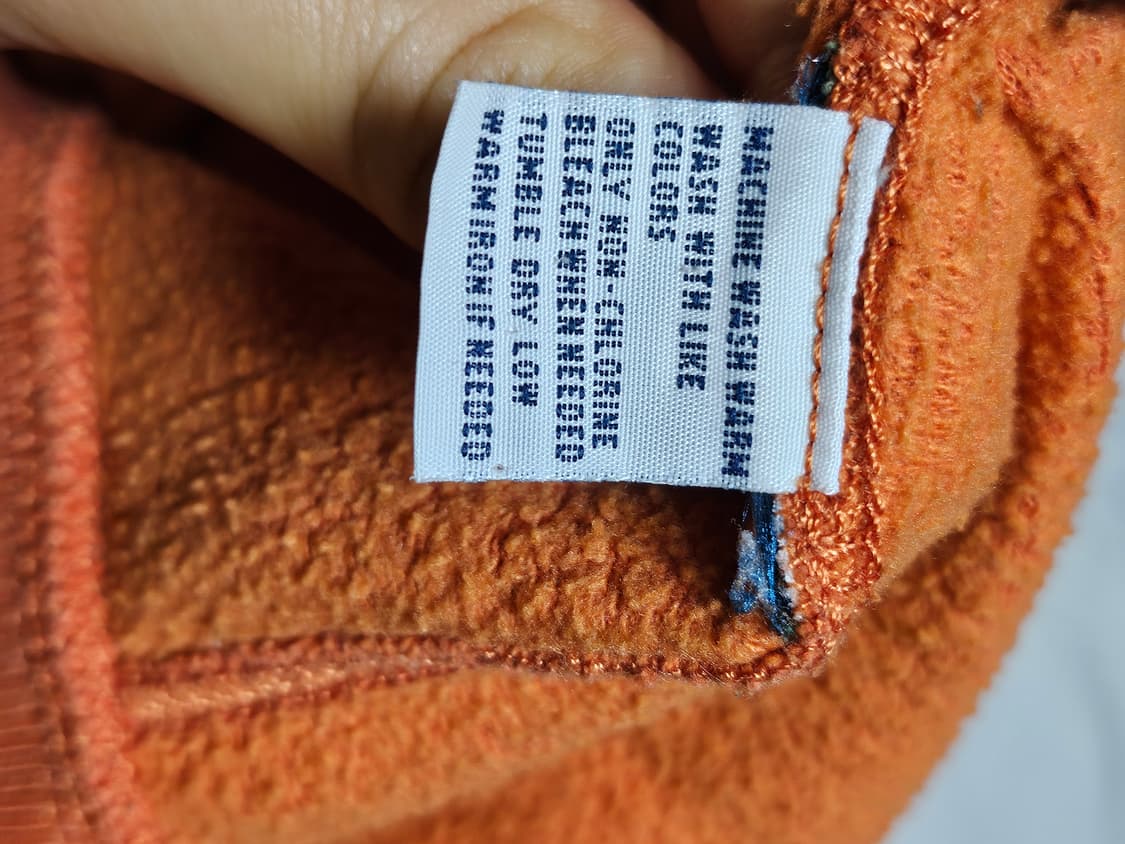 MACHINE WASH WARM
WASH WITH LIKE
COLORS
ONLY NON-CHLORINE
BLEACH WHEN NEEDED
TUMBLE DRY LOW
WARM IRON IF NEEDED